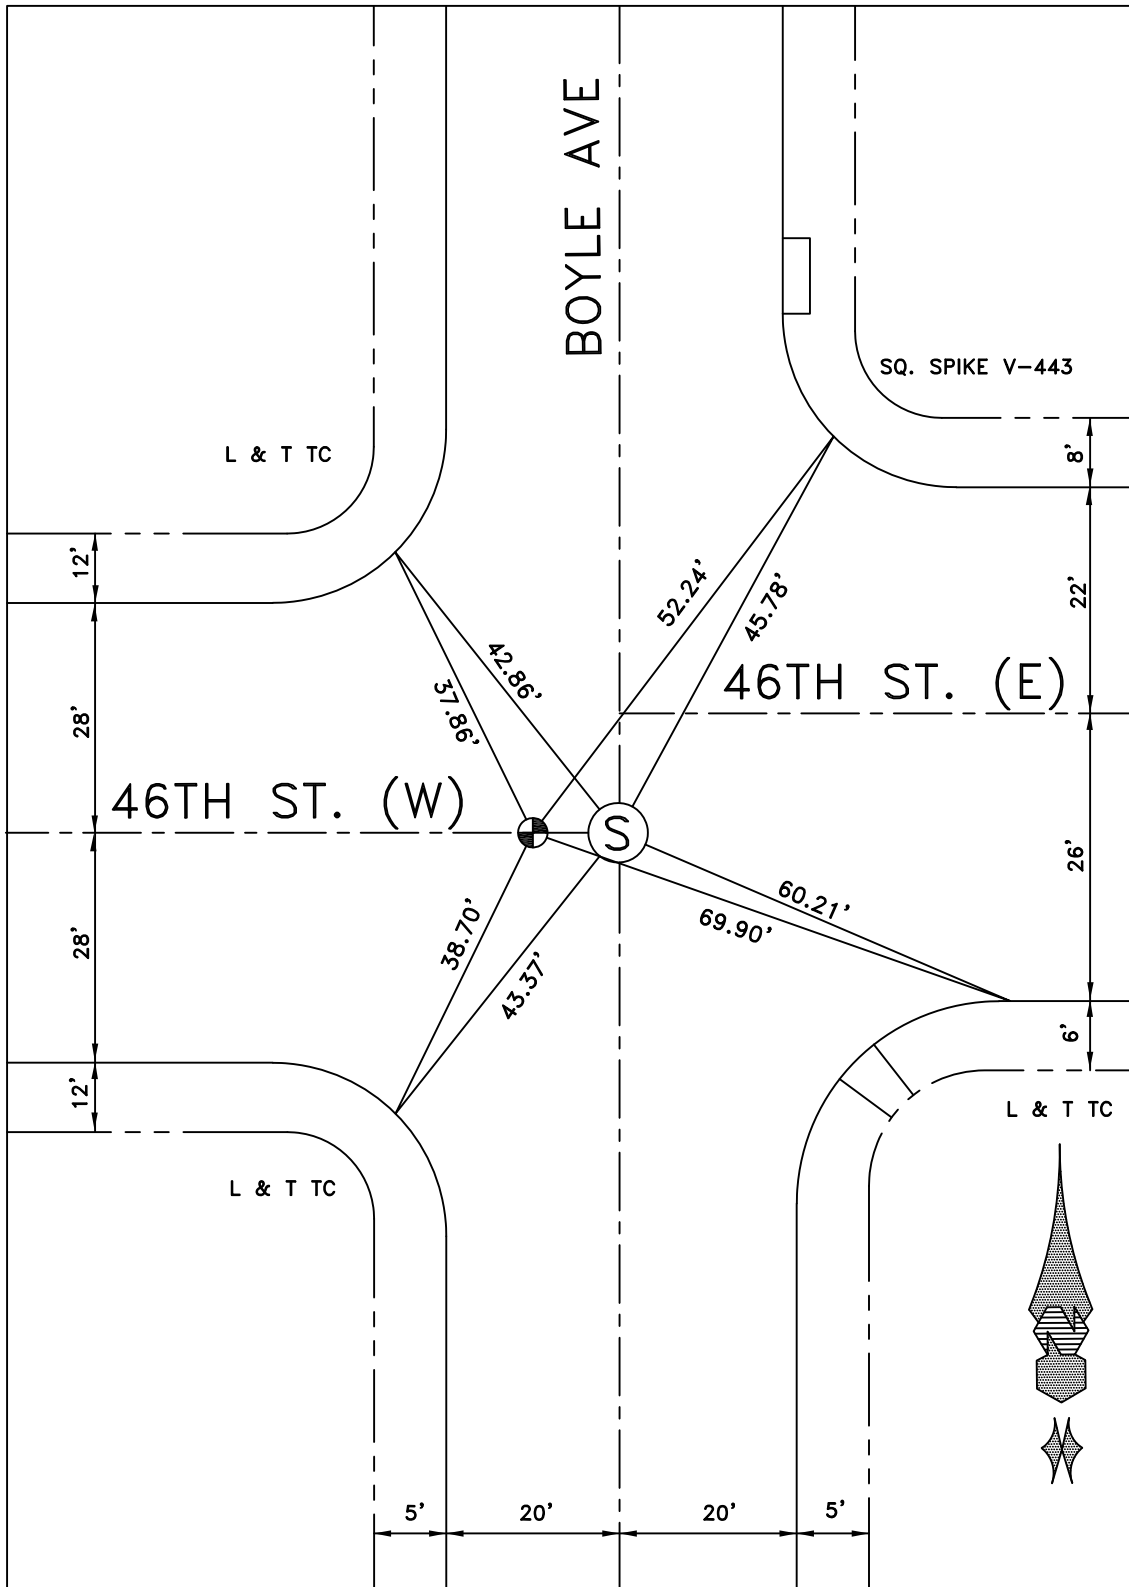 BOYLE AVE
SQ. SPIKE V-443
L & T TC
8'
12'
52.24'
45.78'
22'
42.86'
37.86'
46TH ST. (E)
28'
46TH ST. (W)
S
26'
60.21'
69.90'
38.70'
43.37'
28'
6'
12'
L & T TC
L & T TC
N
5'
20'
20'
5'